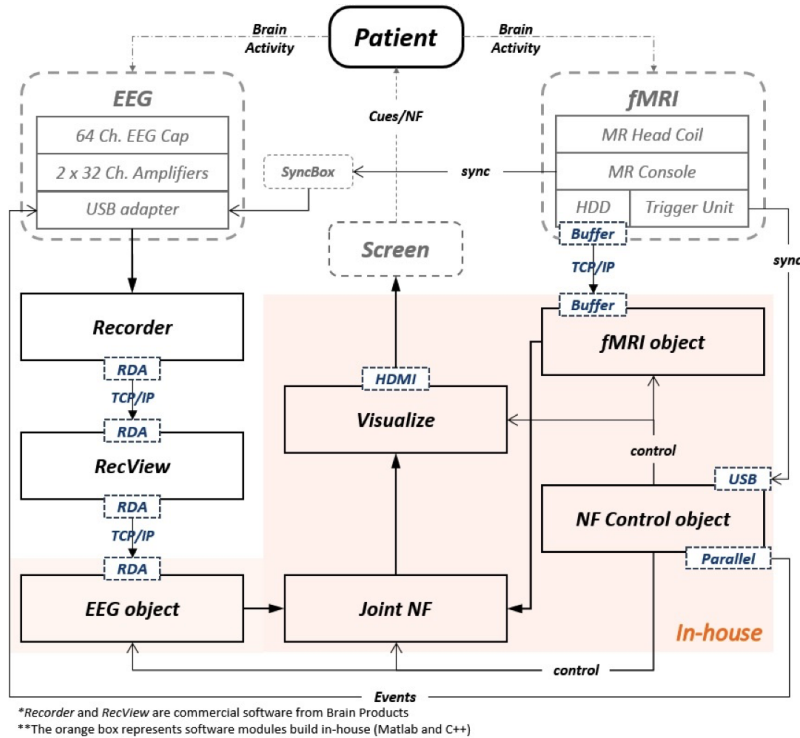 Brain
Activity
Patient
Brain
Activity
EEG
64 Ch. EEG Cap
2 x 32 Ch. Amplifiers
USB adapter
SyncBox
sync
Cues/NF
Screen
fMRI
MR Head Coil
MR Console
HDD
Trigger Unit
Buffer
TCP/IP
Buffer
sync
Recorder
RDA
TCP/IP
RDA
RecView
RDA
TCP/IP
RDA
EEG object
HDMI
Visualize
fMRI object
control
USB
NF Control object
Parallel
Joint NF
In-house
control
Events
*Recorder and RecView are commercial software from Brain Products
**The orange box represents software modules build in-house (Matlab and C++)